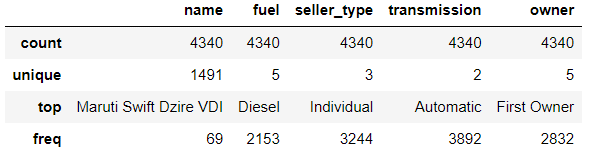 name fuel seller_type transmission owner
count 4340 4340 4340 4340 4340
unique 1491 5 3 2 5
top Maruti Swift Dzire VDI Diesel Individual Automatic First Owner
freq 69 2153 3244 3892 2832